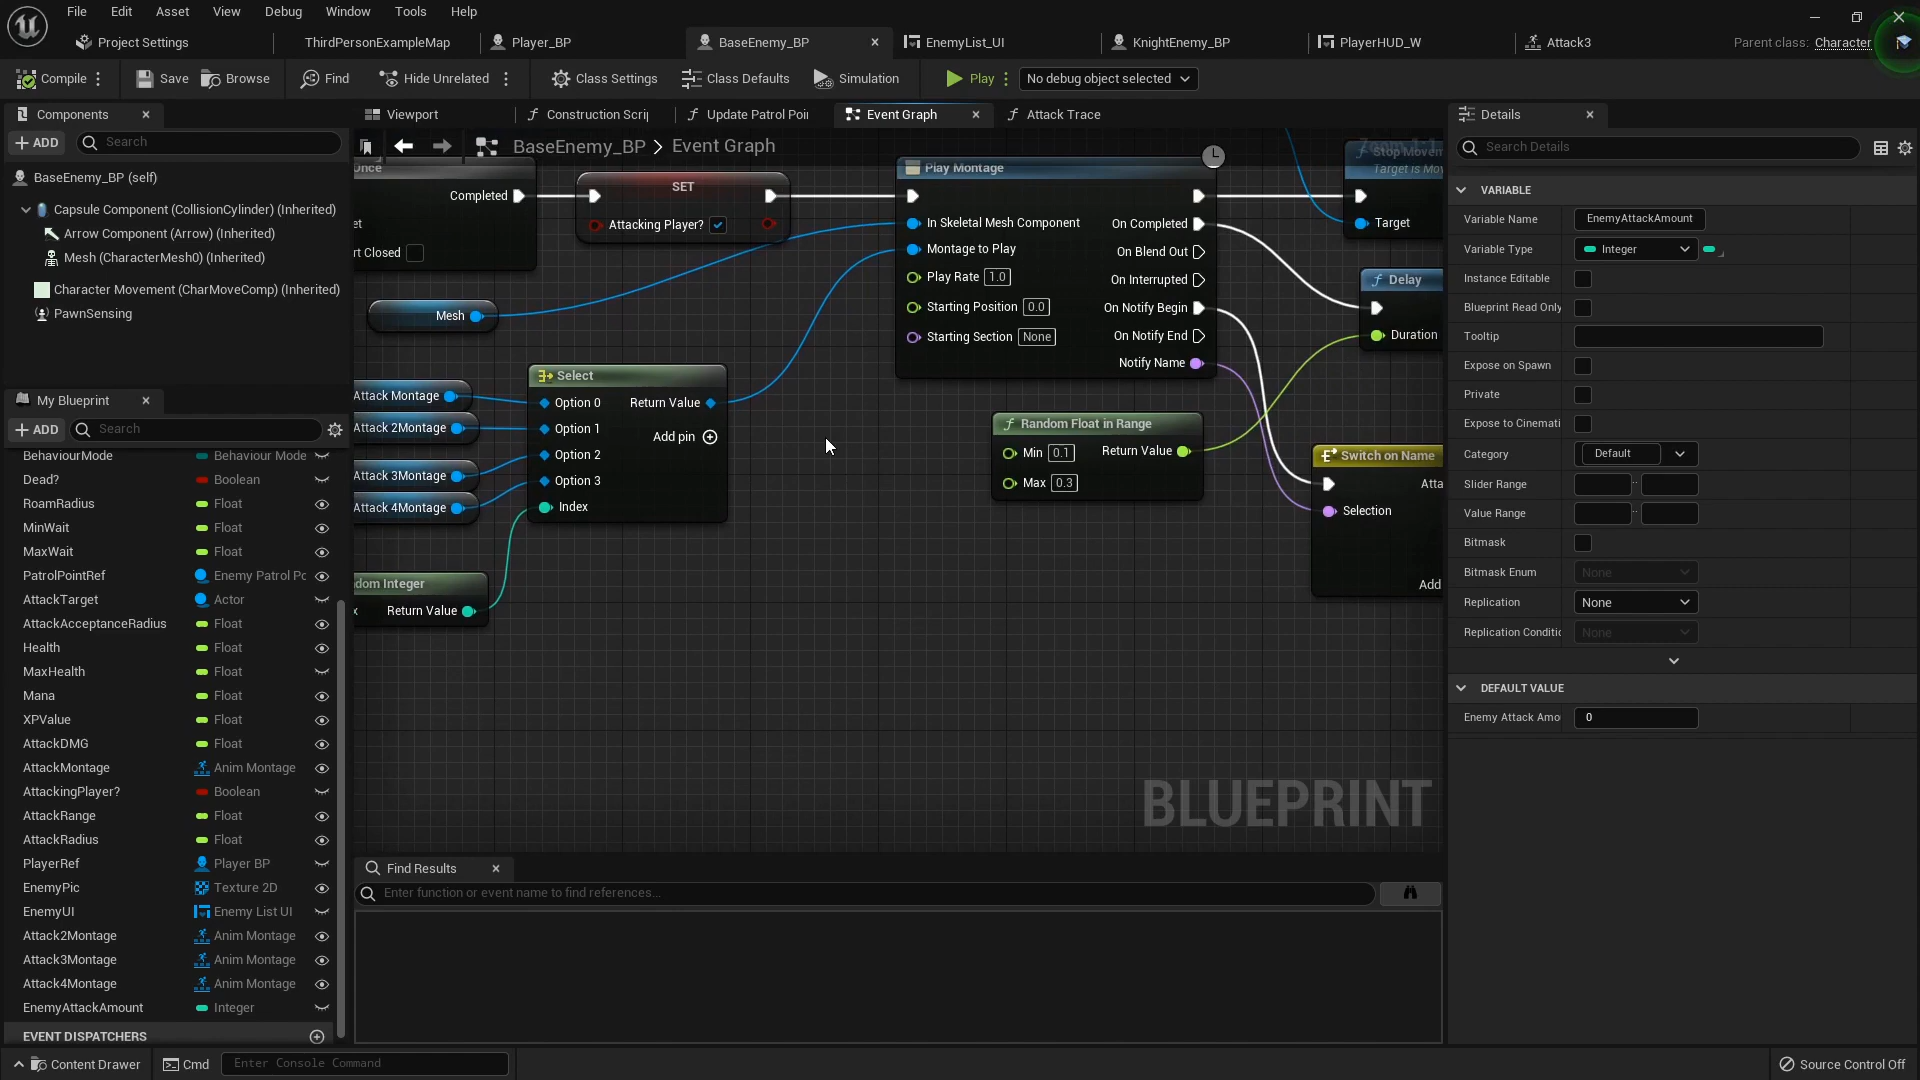 File Edit Asset View Debug Window Tools Help
Project Settings ThirdPersonExampleMap Player_BP BaseEnemy_BP EnemyList_UI KnightEnemy_BP PlayerHUD_W Attack3 Parent class: Character
Compile Save Browse Find Hide Unrelated Class Settings Class Defaults Simulation Play No debug object selected
Components
ADD Search
BaseEnemy_BP (self)
Capsule Component (CollisionCylinder) (Inherited)
Arrow Component (Arrow) (Inherited)
Mesh (CharacterMesh0) (Inherited)
Character Movement (CharMoveComp) (Inherited)
PawnSensing
My Blueprint
ADD Search
BehaviourMode Behaviour Mode
Dead? Boolean
RoamRadius Float
MinWait Float
MaxWait Float
PatrolPointRef Enemy Patrol Pc
AttackTarget Actor
AttackAcceptanceRadius Float
Health Float
MaxHealth Float
Mana Float
XPValue Float
AttackDMG Float
AttackMontage Anim Montage
AttackingPlayer? Boolean
AttackRange Float
AttackRadius Float
PlayerRef Player BP
EnemyPic Texture 2D
EnemyUI Enemy List UI
Attack2Montage Anim Montage
Attack3Montage Anim Montage
Attack4Montage Anim Montage
EnemyAttackAmount Integer
EVENT DISPATCHERS
Viewport Construction Scrip Update Patrol Poi Event Graph Attack Trace
BaseEnemy_BP > Event Graph
Once
Completed
et
rt Closed
SET
Attacking Player?
Mesh
Attack Montage
Attack 2Montage
Attack 3Montage
Attack 4Montage
Select
Option 0 Return Value
Option 1 Add pin
Option 2
Option 3
Index
dom Integer
x Return Value
Play Montage
In Skeletal Mesh Component On Completed
Montage to Play On Blend Out
Play Rate 1.0 On Interrupted
Starting Position 0.0 On Notify Begin
Starting Section None On Notify End
Notify Name
Random Float in Range
Min 0.1 Return Value
Max 0.3
Stop Movem
Target is Mov
Target
Delay
Duration
Switch on Name
Atta
Selection
Add
BLUEPRINT
Find Results
Enter function or event name to find references...
Details
Search Details
VARIABLE
Variable Name EnemyAttackAmount
Variable Type Integer
Instance Editable
Blueprint Read Only
Tooltip
Expose on Spawn
Private
Expose to Cinemati
Category Default
Slider Range
Value Range
Bitmask
Bitmask Enum None
Replication None
Replication Conditic None
DEFAULT VALUE
Enemy Attack Amo 0
Content Drawer Cmd Enter Console Command Source Control Off